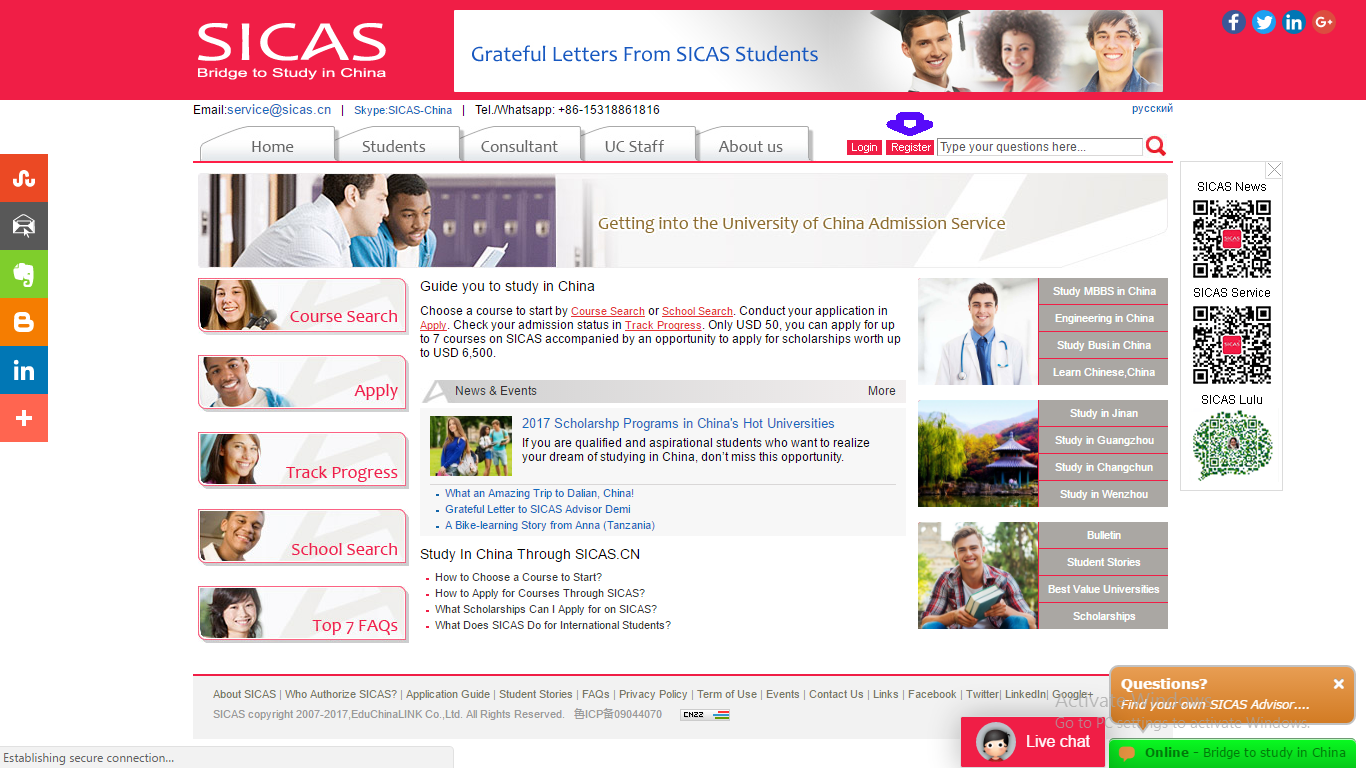 SICAS
Bridge to Study in China
Grateful Letters From SICAS Students
Email:service@sicas.cn | Skype:SICAS-China | Tel./Whatsapp: +86-15318861816
русский
Home
Students
Consultant
UC Staff
About us
Login
Register
Type your questions here...
Getting into the University of China Admission Service
Course Search
Apply
Track Progress
School Search
Top 7 FAQs
Guide you to study in China
Choose a course to start by Course Search or School Search. Conduct your application in
Apply. Check your admission status in Track Progress. Only USD 50, you can apply for up
to 7 courses on SICAS accompanied by an opportunity to apply for scholarships worth up
to USD 6,500.
News & Events
More
2017 Scholarshp Programs in China's Hot Universities
If you are qualified and aspirational students who want to realize
your dream of studying in China, don't miss this opportunity.
What an Amazing Trip to Dalian, China!
Grateful Letter to SICAS Advisor Demi
A Bike-learning Story from Anna (Tanzania)
Study In China Through SICAS.CN
How to Choose a Course to Start?
How to Apply for Courses Through SICAS?
What Scholarships Can I Apply for on SICAS?
What Does SICAS Do for International Students?
Study MBBS in China
Engineering in China
Study Busi.in China
Learn Chinese,China
Study in Jinan
Study in Guangzhou
Study in Changchun
Study in Wenzhou
Bulletin
Student Stories
Best Value Universities
Scholarships
SICAS News
SICAS
SICAS Service
SICAS
SICAS Lulu
About SICAS | Who Authorize SICAS? | Application Guide | Student Stories | FAQs | Privacy Policy | Term of Use | Events | Contact Us | Links | Facebook | Twitter| LinkedIn| Google+
SICAS copyright 2007-2017,EduChinaLINK Co.,Ltd. All Rights Reserved. 鲁ICP备09044070 CNZZ
Questions?
Find your own SICAS Advisor....
Activate Windows
Go to PC settings to activate Windows.
Live chat
Online - Bridge to study in China
Establishing secure connection...